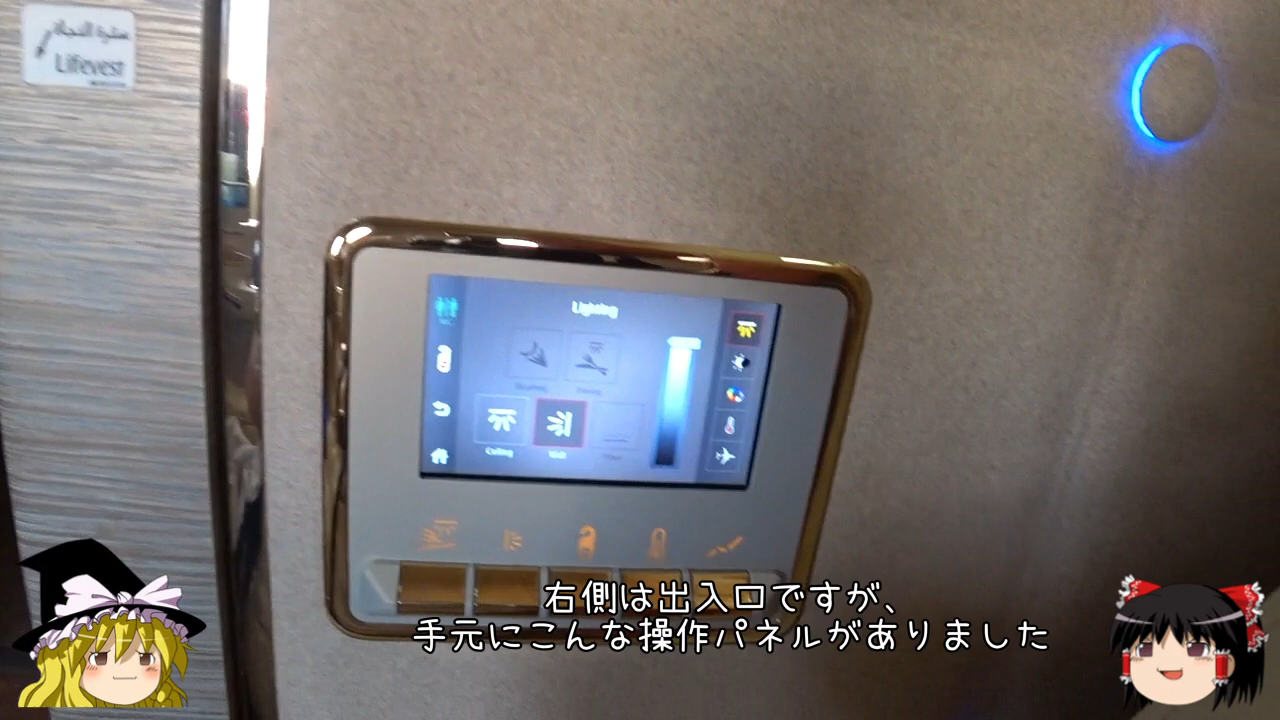 سترة النجاة
Lifevest
Lighting
Ceiling
Wall
右側は出入口ですが、
手元にこんな操作パネルがありました